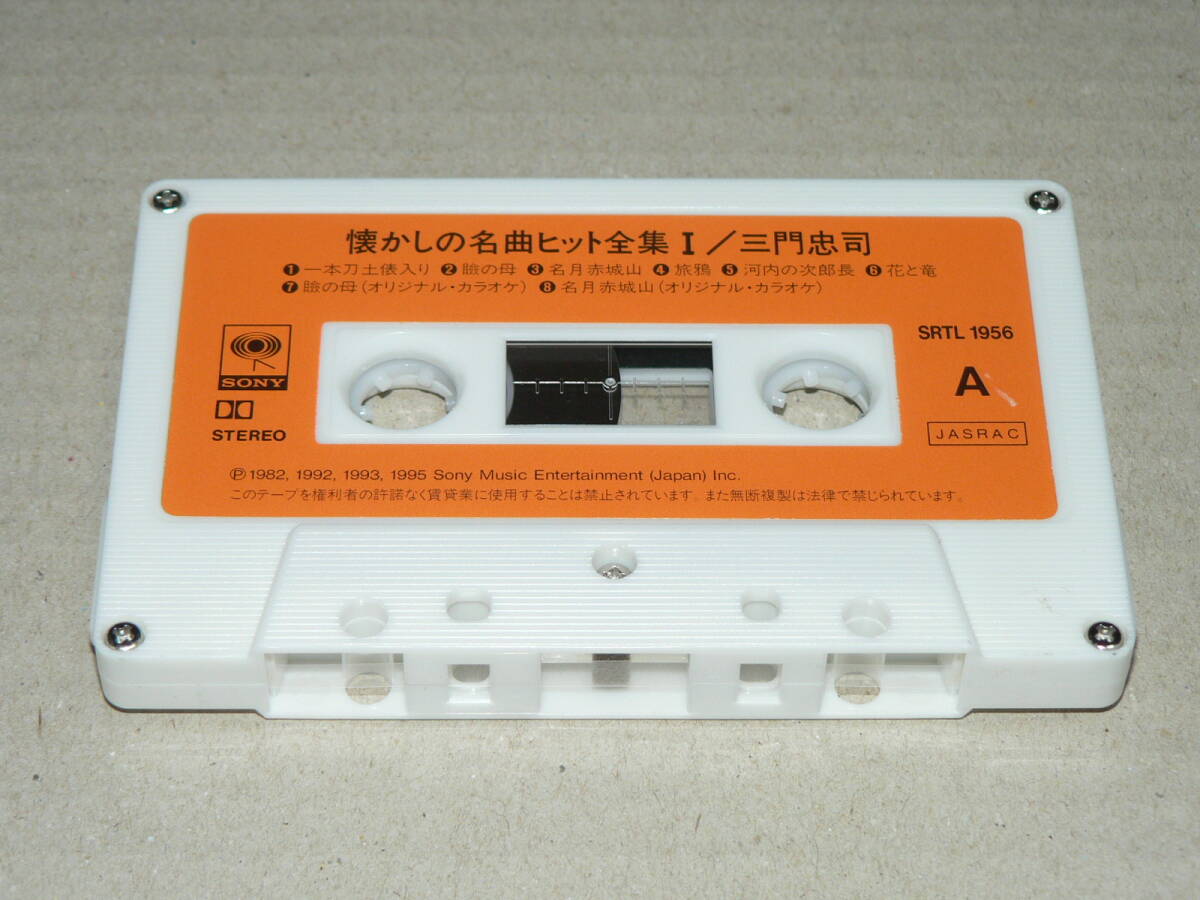 懐かしの名曲ヒット全集 I／三門忠司
❶一本刀土俵入り ❷瞼の母 ❸名月赤城山 ❹旅鴉 ❺河内の次郎長 ❻花と竜
❼瞼の母(オリジナル・カラオケ) ❽名月赤城山(オリジナル・カラオケ)
SONY
STEREO
SRTL 1956
A
JASRAC
Ⓟ1982, 1992, 1993, 1995 Sony Music Entertainment (Japan) Inc.
このテープを権利者の許諾なく賃貸業に使用することは禁止されています。また無断複製は法律で禁じられています。